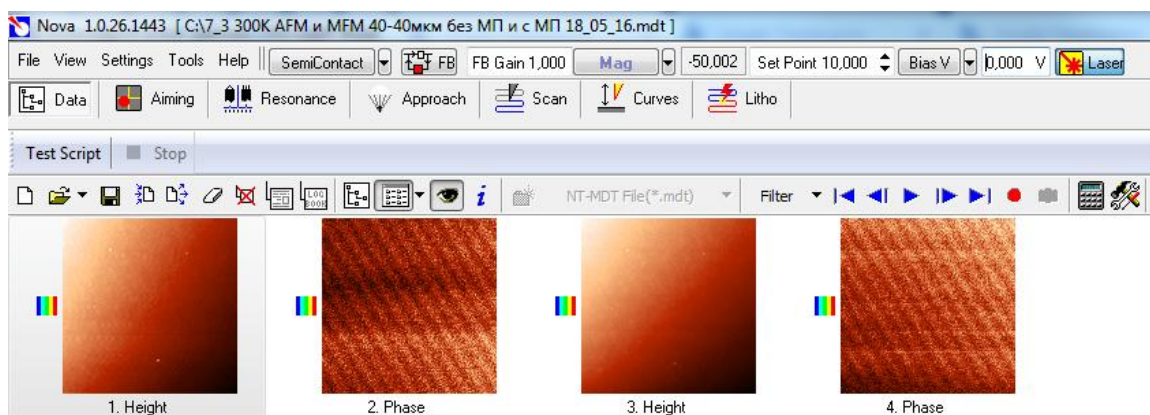 Nova 1.0.26.1443 [ C:\7_3 300K AFM и MFM 40-40мкм без МП и с МП 18_05_16.mdt ]
File View Settings Tools Help SemiContact FB FB Gain 1,000 Mag -50,002 Set Point 10,000 Bias V 0,000 V Laser
Data Aiming Resonance Approach Scan Curves Litho
Test Script Stop
LOG BOOK NT-MDT File(*.mdt) Filter
1. Height 2. Phase 3. Height 4. Phase